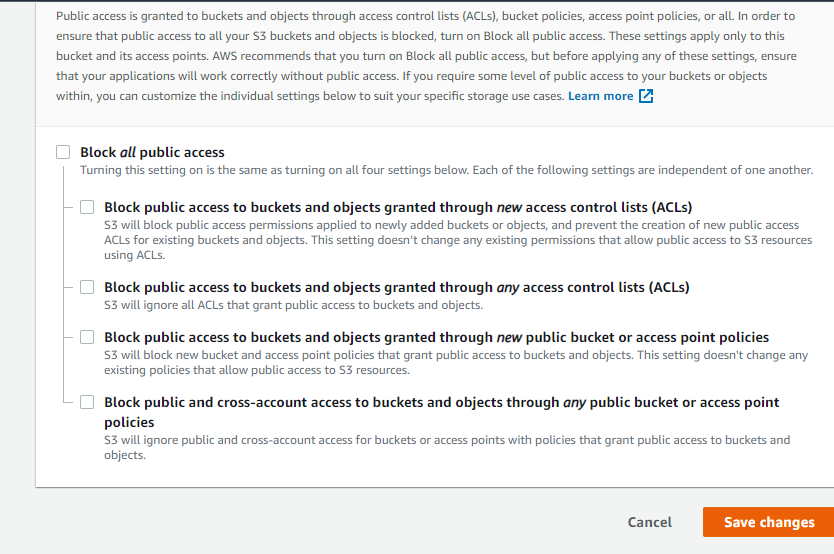 Public access is granted to buckets and objects through access control lists (ACLs), bucket policies, access point policies, or all. In order to
ensure that public access to all your S3 buckets and objects is blocked, turn on Block all public access. These settings apply only to this
bucket and its access points. AWS recommends that you turn on Block all public access, but before applying any of these settings, ensure
that your applications will work correctly without public access. If you require some level of public access to your buckets or objects
within, you can customize the individual settings below to suit your specific storage use cases. Learn more
Block all public access
Turning this setting on is the same as turning on all four settings below. Each of the following settings are independent of one another.
Block public access to buckets and objects granted through new access control lists (ACLs)
S3 will block public access permissions applied to newly added buckets or objects, and prevent the creation of new public access
ACLs for existing buckets and objects. This setting doesn't change any existing permissions that allow public access to S3 resources
using ACLs.
Block public access to buckets and objects granted through any access control lists (ACLs)
S3 will ignore all ACLs that grant public access to buckets and objects.
Block public access to buckets and objects granted through new public bucket or access point policies
S3 will block new bucket and access point policies that grant public access to buckets and objects. This setting doesn't change any
existing policies that allow public access to S3 resources.
Block public and cross-account access to buckets and objects through any public bucket or access point
policies
S3 will ignore public and cross-account access for buckets or access points with policies that grant public access to buckets and
objects.
Cancel
Save changes